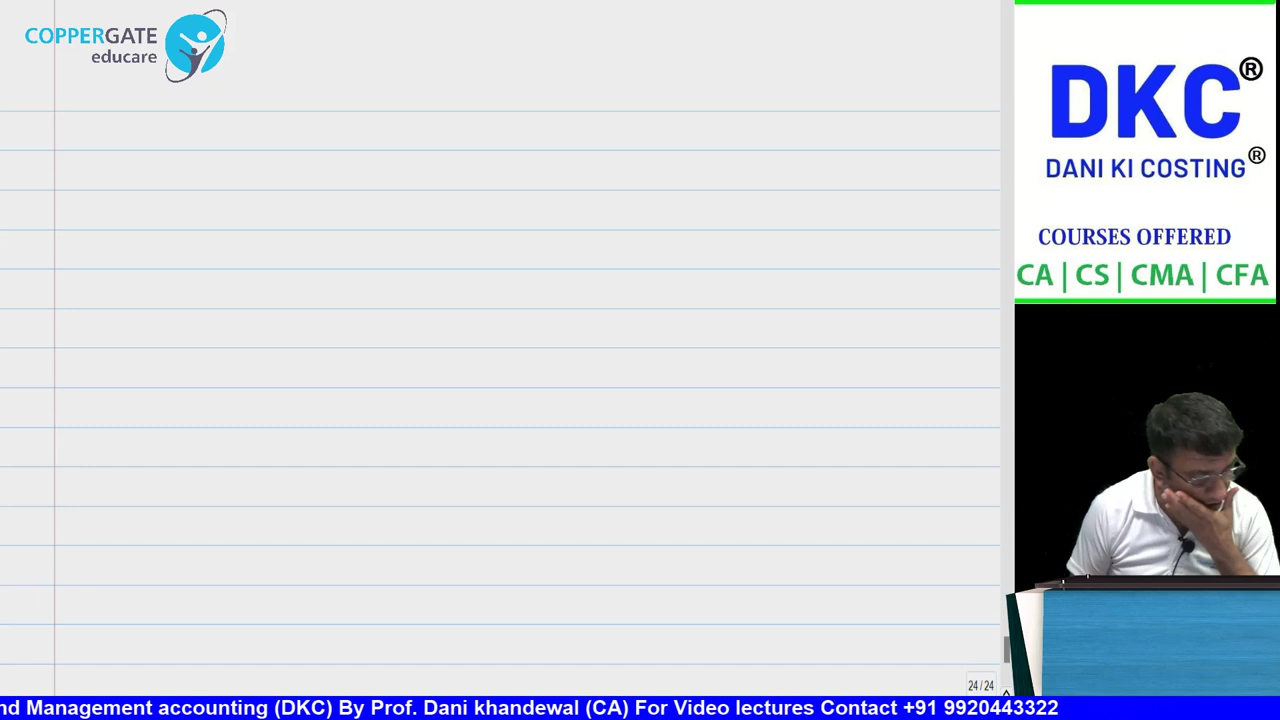 COPPERGATE
educare
DKC®
DANI KI COSTING®
COURSES OFFERED
CA | CS | CMA | CFA
24 / 24
nd Management accounting (DKC) By Prof. Dani khandewal (CA) For Video lectures Contact +91 9920443322